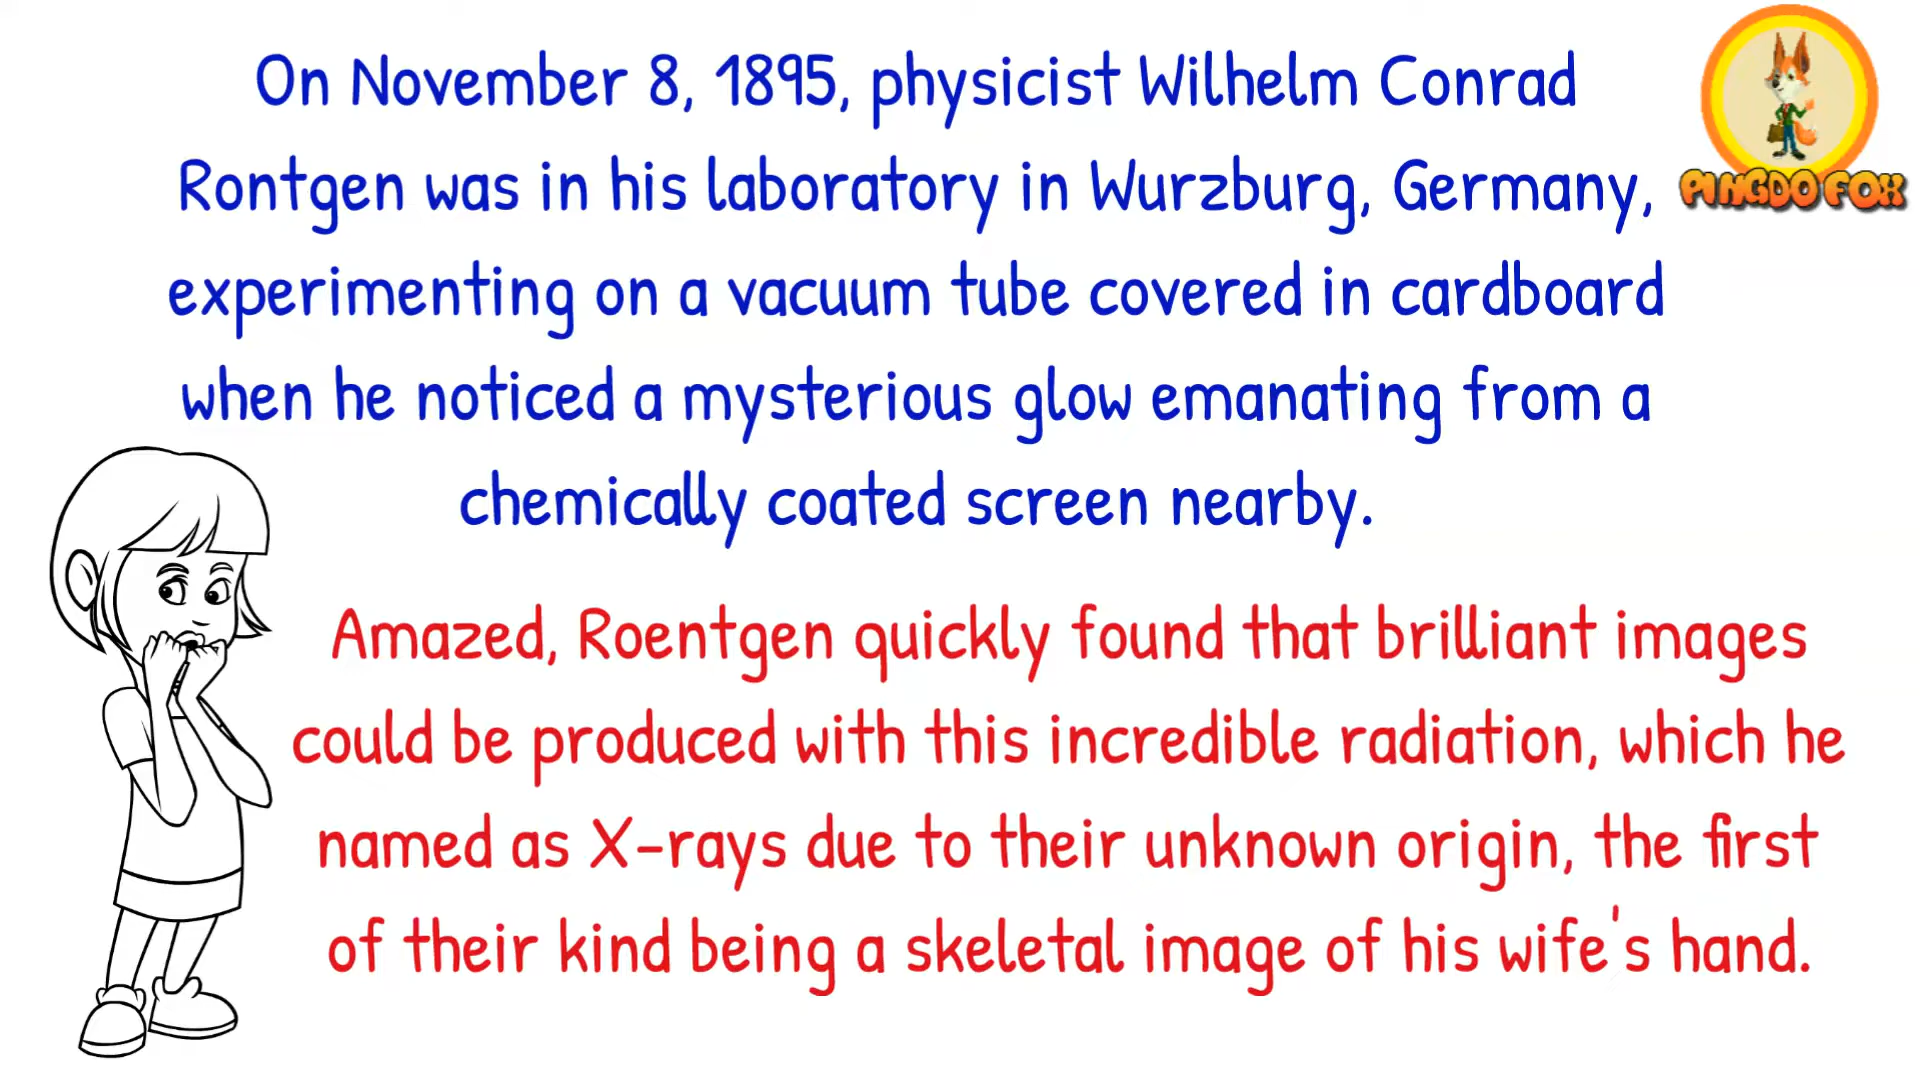 On November 8, 1895, physicist Wilhelm Conrad
Rontgen was in his laboratory in Wurzburg, Germany,
experimenting on a vacuum tube covered in cardboard
when he noticed a mysterious glow emanating from a
chemically coated screen nearby.
PINGDO FOX
Amazed, Roentgen quickly found that brilliant images
could be produced with this incredible radiation, which he
named as X-rays due to their unknown origin, the first
of their kind being a skeletal image of his wife's hand.